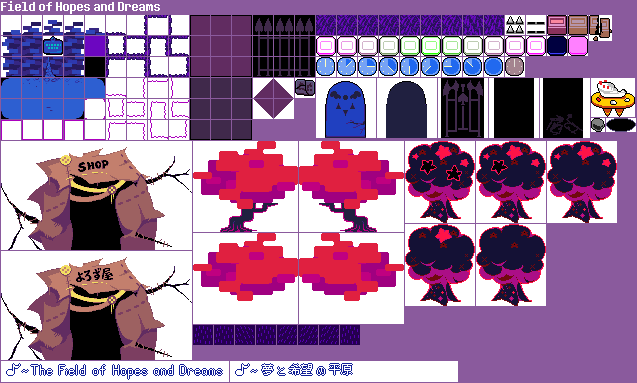 Field of Hopes and Dreams
SHOP
よろず屋
♪~The Field of Hopes and Dreams
♪~夢と希望の平原